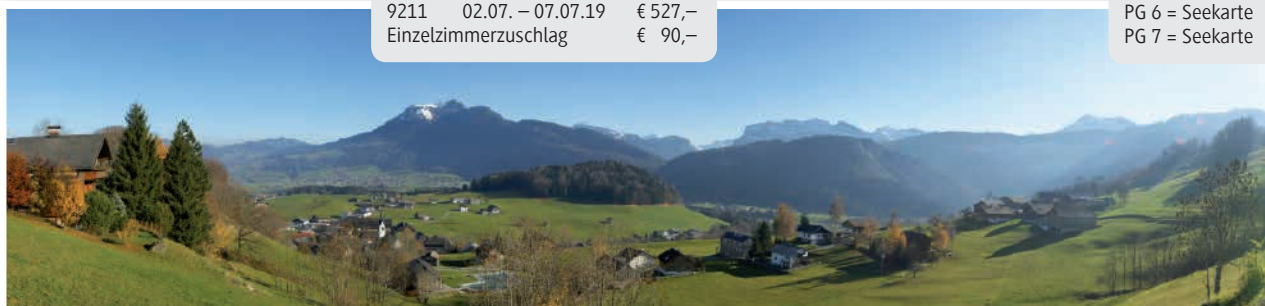 9211 02.07. – 07.07.19 € 527,–
Einzelzimmerzuschlag € 90,–
PG 6 = Seekarte
PG 7 = Seekarte